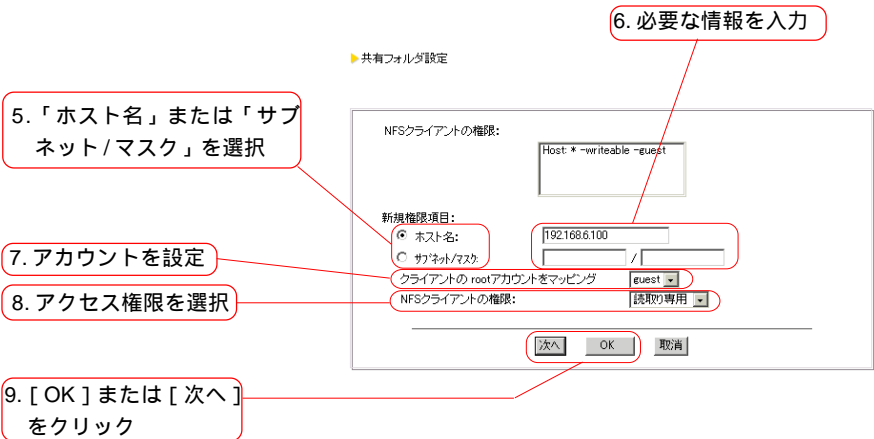 6. 必要な情報を入力
共有フォルダ設定
5.「ホスト名」または「サブ
ネット/マスク」を選択
NFSクライアントの権限:
Host: * -writeable -guest
新規権限項目:
ホスト名:
192.168.6.100
サブネット/マスク:
/
7. アカウントを設定
クライアントの rootアカウントをマッピング
guest
8. アクセス権限を選択
NFSクライアントの権限:
読取り専用
次へ
OK
取消
9. [ OK ] または [ 次へ ]
をクリック